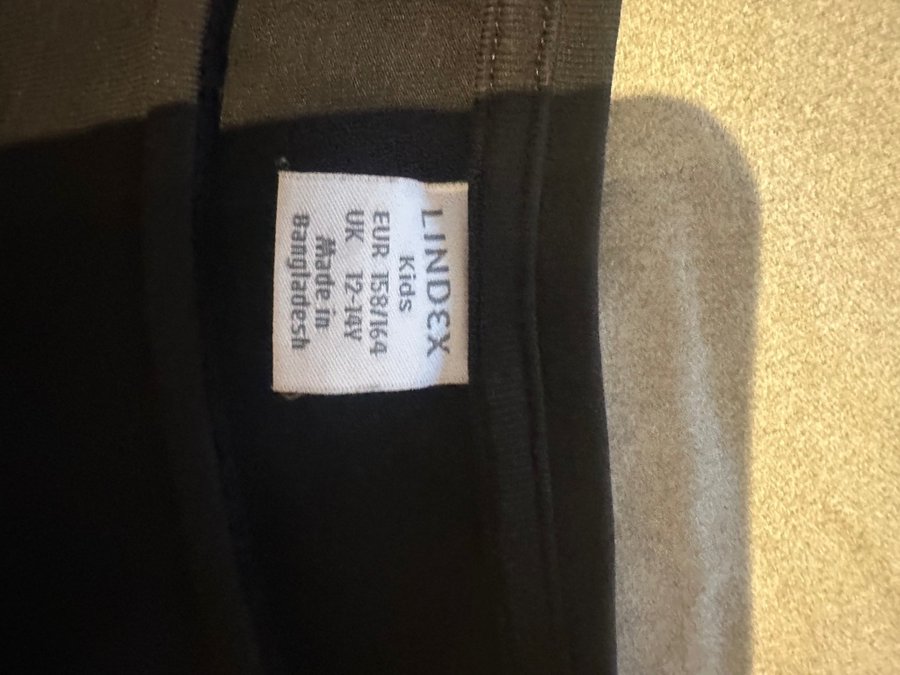 LINDEX
Kids
EUR 158/164
UK 12-14Y
Made in
Bangladesh